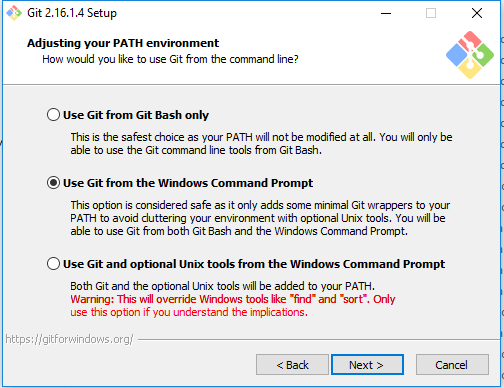 Git 2.16.1.4 Setup
Adjusting your PATH environment
How would you like to use Git from the command line?
Use Git from Git Bash only
This is the safest choice as your PATH will not be modified at all. You will only
be able to use the Git command line tools from Git Bash.
Use Git from the Windows Command Prompt
This option is considered safe as it only adds some minimal Git wrappers to your
PATH to avoid cluttering your environment with optional Unix tools. You will be
able to use Git from both Git Bash and the Windows Command Prompt.
Use Git and optional Unix tools from the Windows Command Prompt
Both Git and the optional Unix tools will be added to your PATH.
Warning: This will override Windows tools like "find" and "sort". Only
use this option if you understand the implications.
https://gitforwindows.org/
< Back
Next >
Cancel